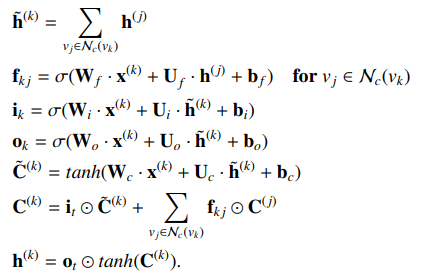 h̃^(k) = ∑_{v_j∈N_c(v_k)} h^(j)
f_kj = σ(W_f · x^(k) + U_f · h^(j) + b_f) for v_j ∈ N_c(v_k)
i_k = σ(W_i · x^(k) + U_i · h̃^(k) + b_i)
o_k = σ(W_o · x^(k) + U_o · h̃^(k) + b_o)
C̃^(k) = tanh(W_c · x^(k) + U_c · h̃^(k) + b_c)
C^(k) = i_t ⊙ C̃^(k) + ∑_{v_j∈N_c(v_k)} f_kj ⊙ C^(j)
h^(k) = o_t ⊙ tanh(C^(k)).